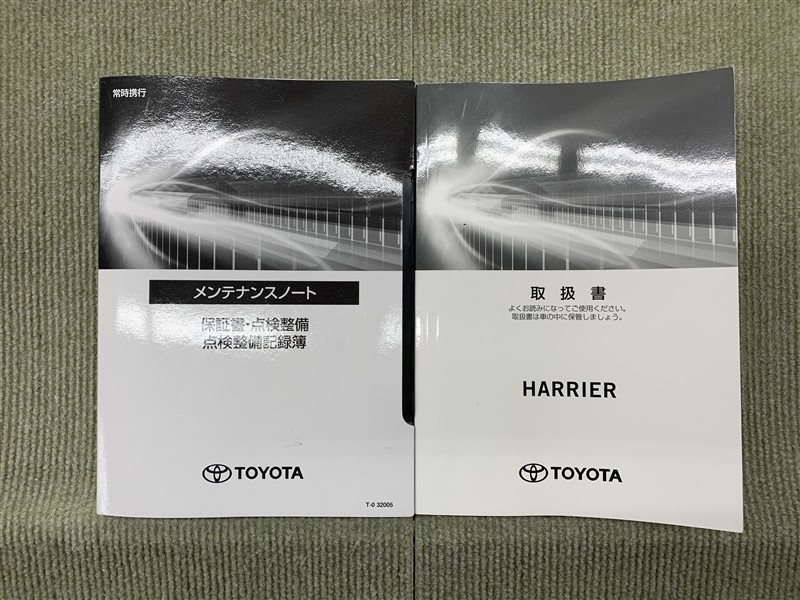 常時携行
メンテナンスノート
保証書・点検整備
点検整備記録簿
TOYOTA
T-0 32005
取扱書
よくお読みになってご使用ください。
取扱書は車の中に保管しましょう。
HARRIER
TOYOTA